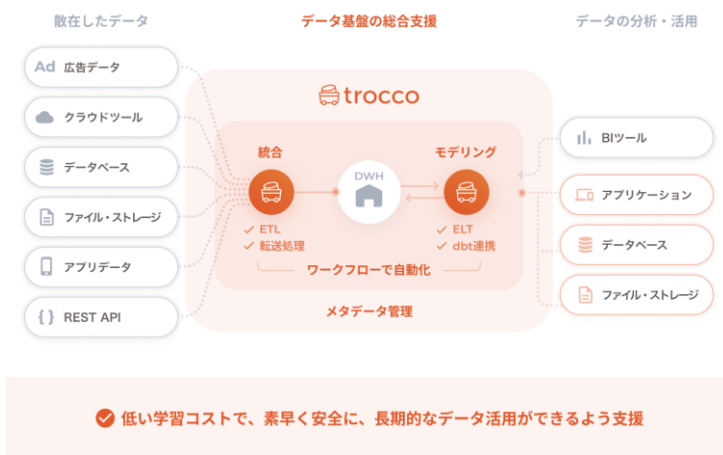 散在したデータ
データ基盤の総合支援
データの分析・活用
Ad 広告データ
クラウドツール
データベース
ファイル・ストレージ
アプリデータ
{ } REST API
trocco
統合
DWH
モデリング
ETL
転送処理
ELT
dbt連携
ワークフローで自動化
メタデータ管理
BIツール
アプリケーション
データベース
ファイル・ストレージ
低い学習コストで、素早く安全に、長期的なデータ活用ができるよう支援